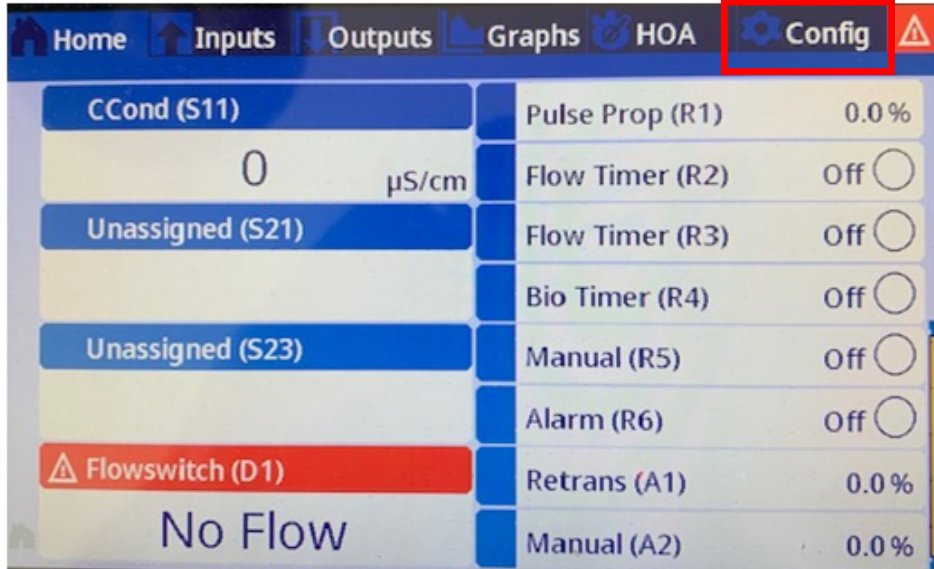 Home Inputs Outputs Graphs HOA Config
CCond (S11)
0 µS/cm
Unassigned (S21)
Unassigned (S23)
Flowswitch (D1)
No Flow
Pulse Prop (R1) 0.0 %
Flow Timer (R2) Off
Flow Timer (R3) Off
Bio Timer (R4) Off
Manual (R5) Off
Alarm (R6) Off
Retrans (A1) 0.0 %
Manual (A2) 0.0 %